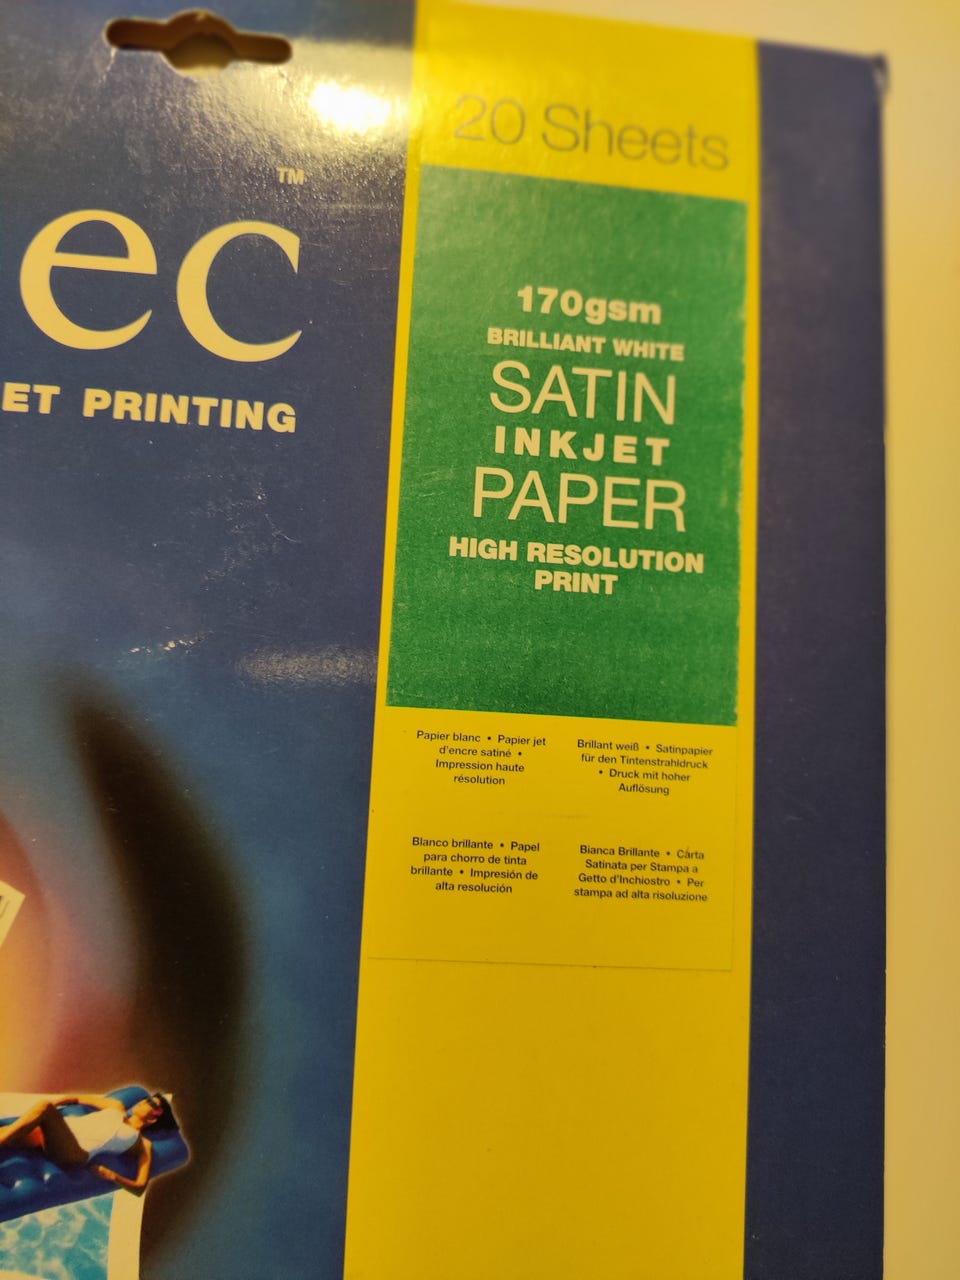 20 Sheets
TM
ec
ET PRINTING
170gsm
BRILLIANT WHITE
SATIN
INKJET
PAPER
HIGH RESOLUTION
PRINT
Papier blanc • Papier jet
d'encre satiné •
Impression haute
résolution
Brillant weiß • Satinpapier
für den Tintenstrahldruck
• Druck mit hoher
Auflösung
Blanco brillante • Papel
para chorro de tinta
brillante • Impresión de
alta resolución
Bianca Brillante • Carta
Satinata per Stampa a
Getto d'Inchiostro • Per
stampa ad alta risoluzione